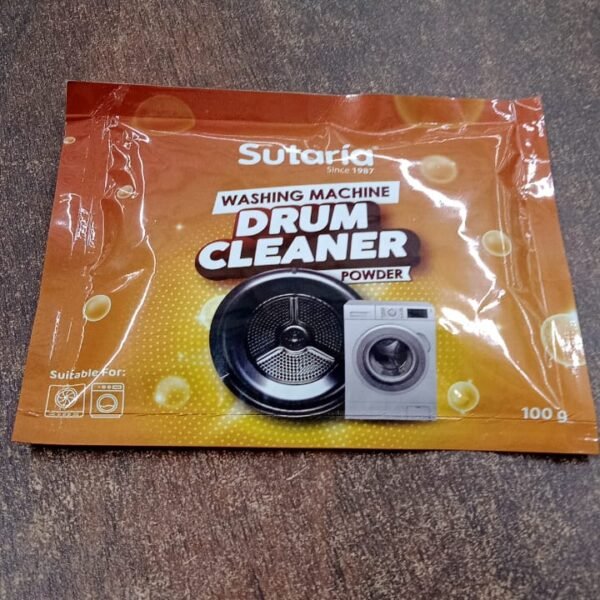 Sutaria®
Since 1987
WASHING MACHINE
DRUM
CLEANER
POWDER
Suitable For:
100 g